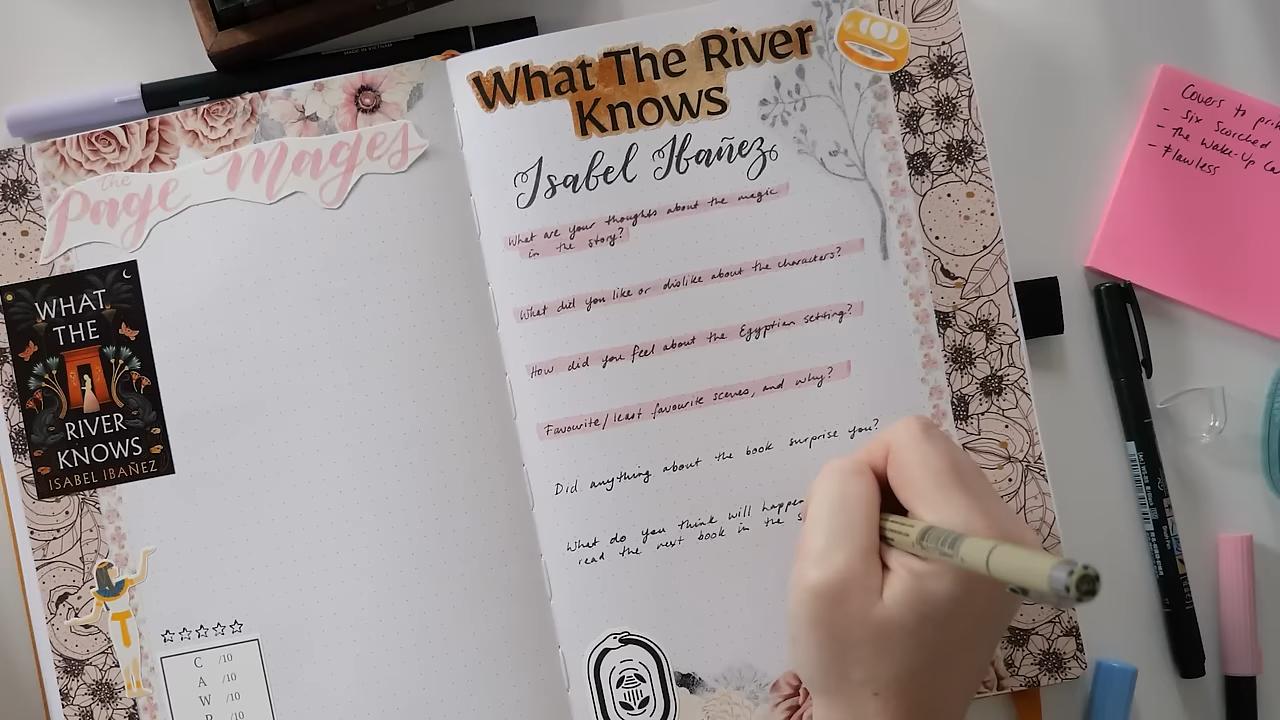 the
Page Mages
WHAT
THE
RIVER
KNOWS
ISABEL IBAÑEZ
C /10
A /10
W /10
/10
What The River
Knows
Isabel Ibañez
What are your thoughts about the magic
in the story?
What did you like or dislike about the characters?
How did you feel about the Egyptian setting?
Favourite/least favourite scenes, and why?
Did anything about the book surprise you?
What do you think will happen
read the next book in the
Covers to
- Six Scorched
- The Wake-Up
- Flawless
MADE IN VIETNAM